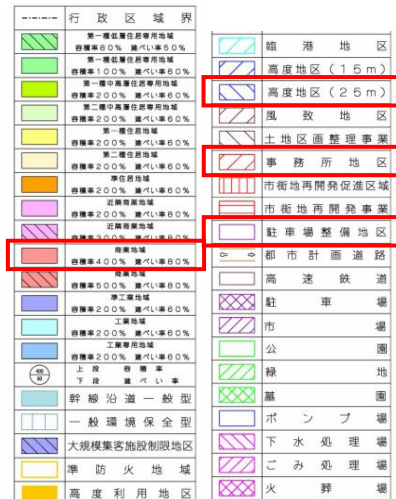 行政区域界
第一種低層住居専用地域
容積率60% 建ぺい率50%
第一種低層住居専用地域
容積率100% 建ぺい率60%
第一種中高層住居専用地域
容積率200% 建ぺい率60%
第二種中高層住居専用地域
容積率200% 建ぺい率60%
第一種住居地域
容積率200% 建ぺい率60%
第二種住居地域
容積率200% 建ぺい率60%
準住居地域
容積率200% 建ぺい率60%
近隣商業地域
容積率200% 建ぺい率80%
近隣商業地域
容積率300% 建ぺい率80%
商業地域
容積率400% 建ぺい率80%
商業地域
容積率500% 建ぺい率80%
準工業地域
容積率200% 建ぺい率60%
工業地域
容積率200% 建ぺい率60%
工業専用地域
容積率200% 建ぺい率60%
上段 容積率
下段 建ぺい率
幹線沿道一般型
一般環境保全型
大規模集客施設制限地区
準防火地域
高度利用地区
臨港地区
高度地区(15m)
高度地区(25m)
風致地区
土地区画整理事業
事務所地区
市街地再開発促進区域
市街地再開発事業
駐車場整備地区
都市計画道路
高速鉄道
駐車場
市場
公園
緑地
墓園
ポンプ場
下水処理場
ごみ処理場
火葬場